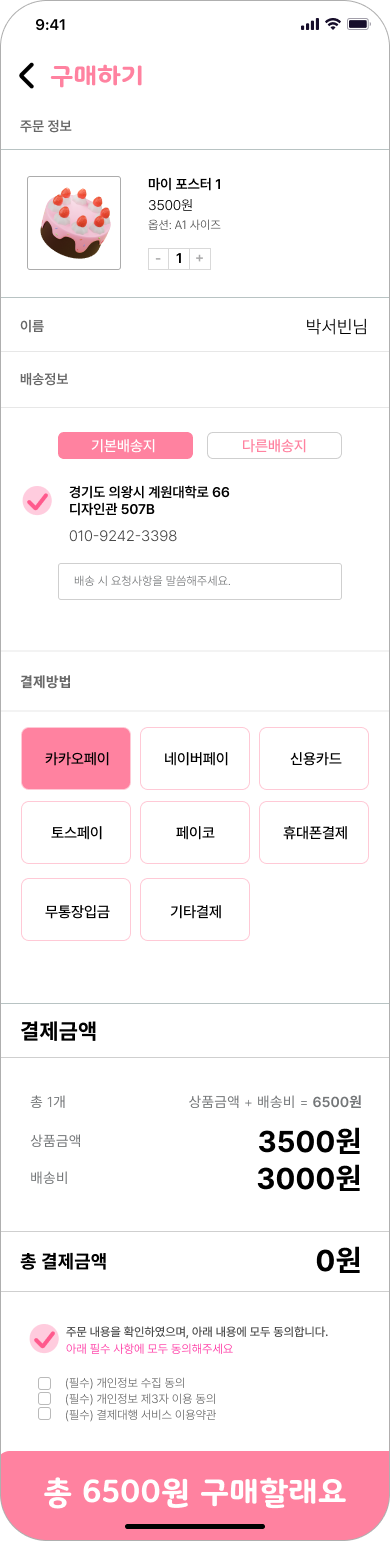 9:41
구매하기
주문 정보
마이 포스터 1
3500원
옵션: A1 사이즈
- 1 +
이름 박서빈님
배송정보
기본배송지 다른배송지
경기도 의왕시 계원대학로 66
디자인관 507B
010-9242-3398
배송 시 요청사항을 말씀해주세요.
결제방법
카카오페이 네이버페이 신용카드
토스페이 페이코 휴대폰결제
무통장입금 기타결제
결제금액
총 1개 상품금액 + 배송비 = 6500원
상품금액 3500원
배송비 3000원
총 결제금액 0원
주문 내용을 확인하였으며, 아래 내용에 모두 동의합니다.
아래 필수 사항에 모두 동의해주세요
(필수) 개인정보 수집 동의
(필수) 개인정보 제3자 이용 동의
(필수) 결제대행 서비스 이용약관
총 6500원 구매할래요